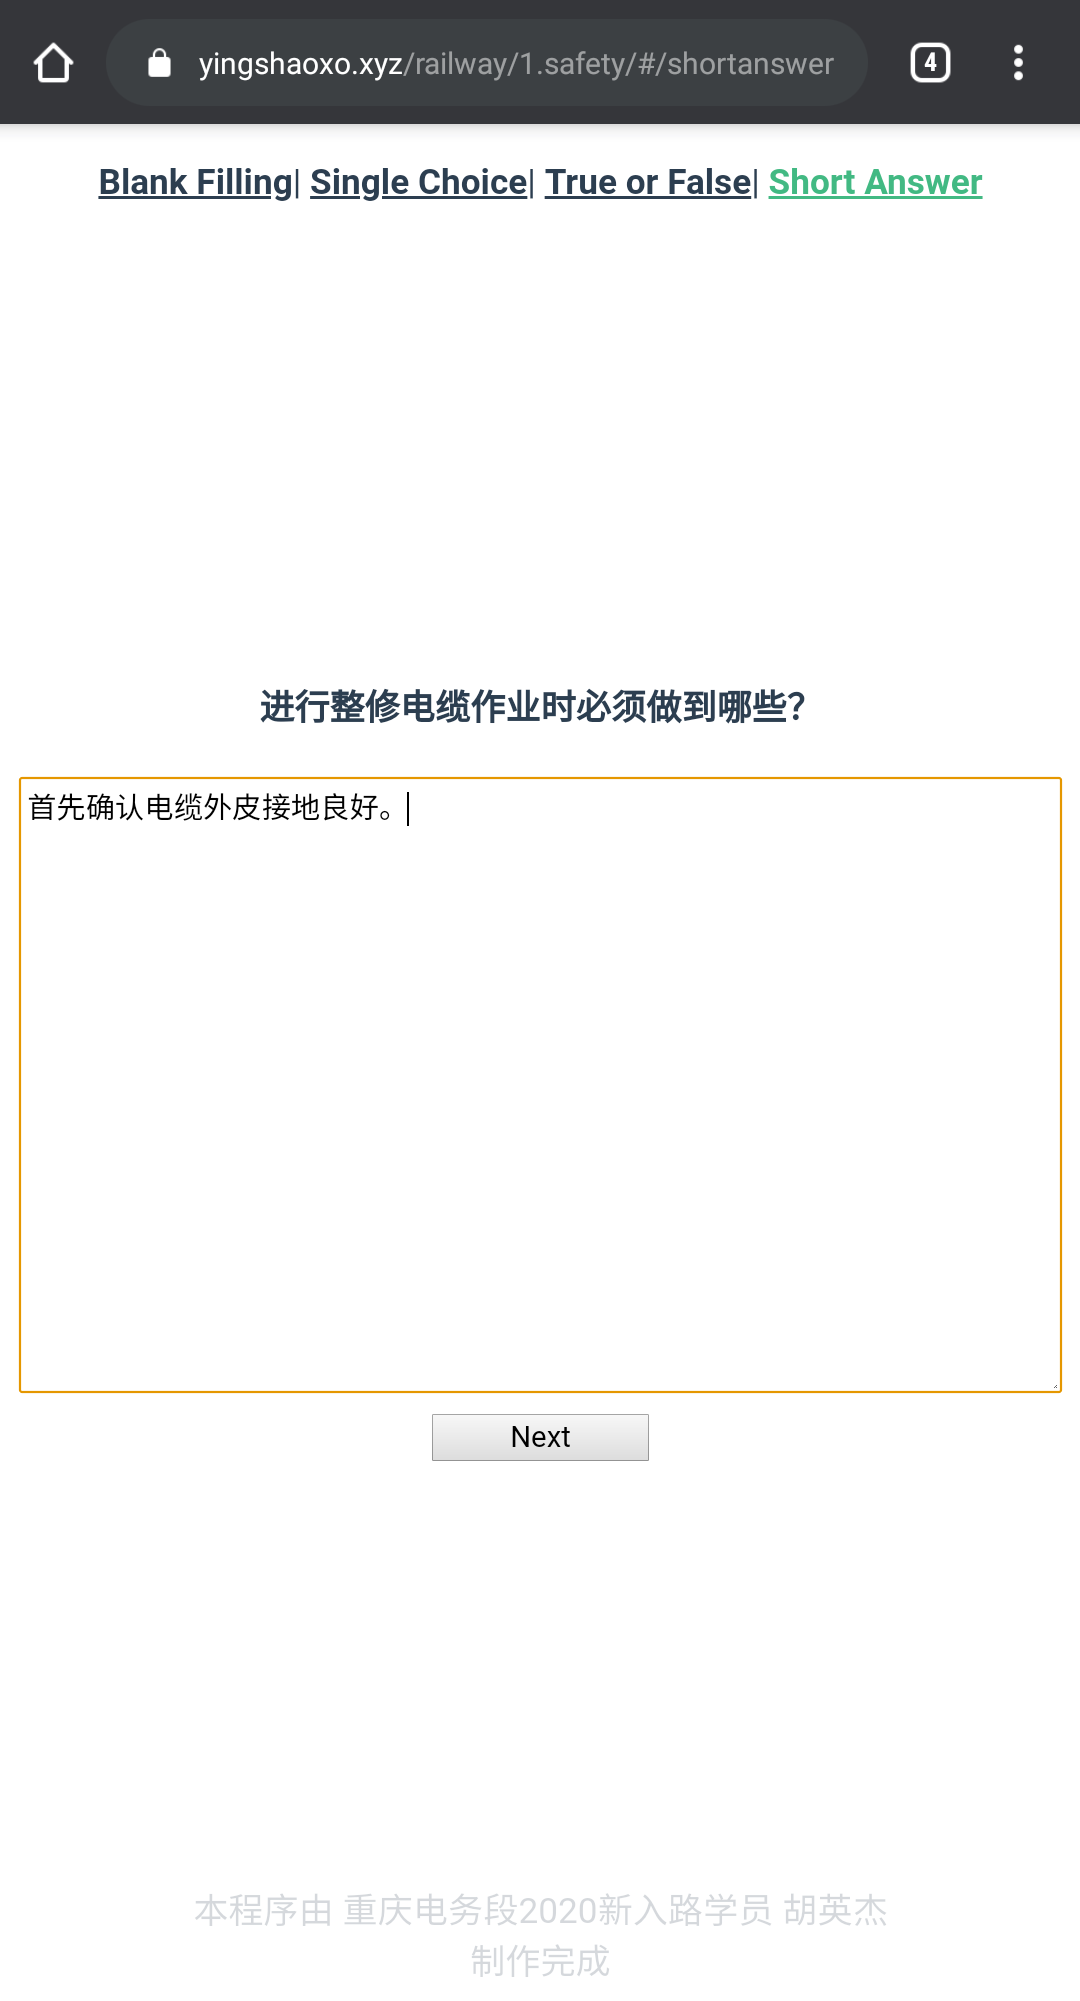 yingshaoxo.xyz/railway/1.safety/#/shortanswer
4
Blank Filling| Single Choice| True or False| Short Answer
进行整修电缆作业时必须做到哪些?
首先确认电缆外皮接地良好。
Next
本程序由 重庆电务段2020新入路学员 胡英杰
制作完成